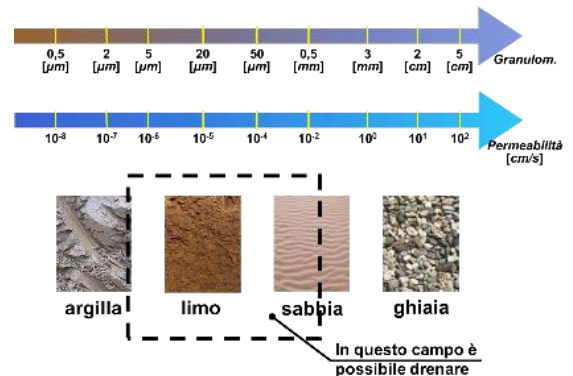 0,5 2 5 20 50 0,5 3 2 5
[μm] [μm] [μm] [μm] [μm] [mm] [mm] [cm] [cm] Granulom.
10⁻⁸ 10⁻⁷ 10⁻⁶ 10⁻⁵ 10⁻⁴ 10⁻² 10⁰ 10¹ 10² Permeabilità
[cm/s]
argilla limo sabbia ghiaia
In questo campo è
possibile drenare